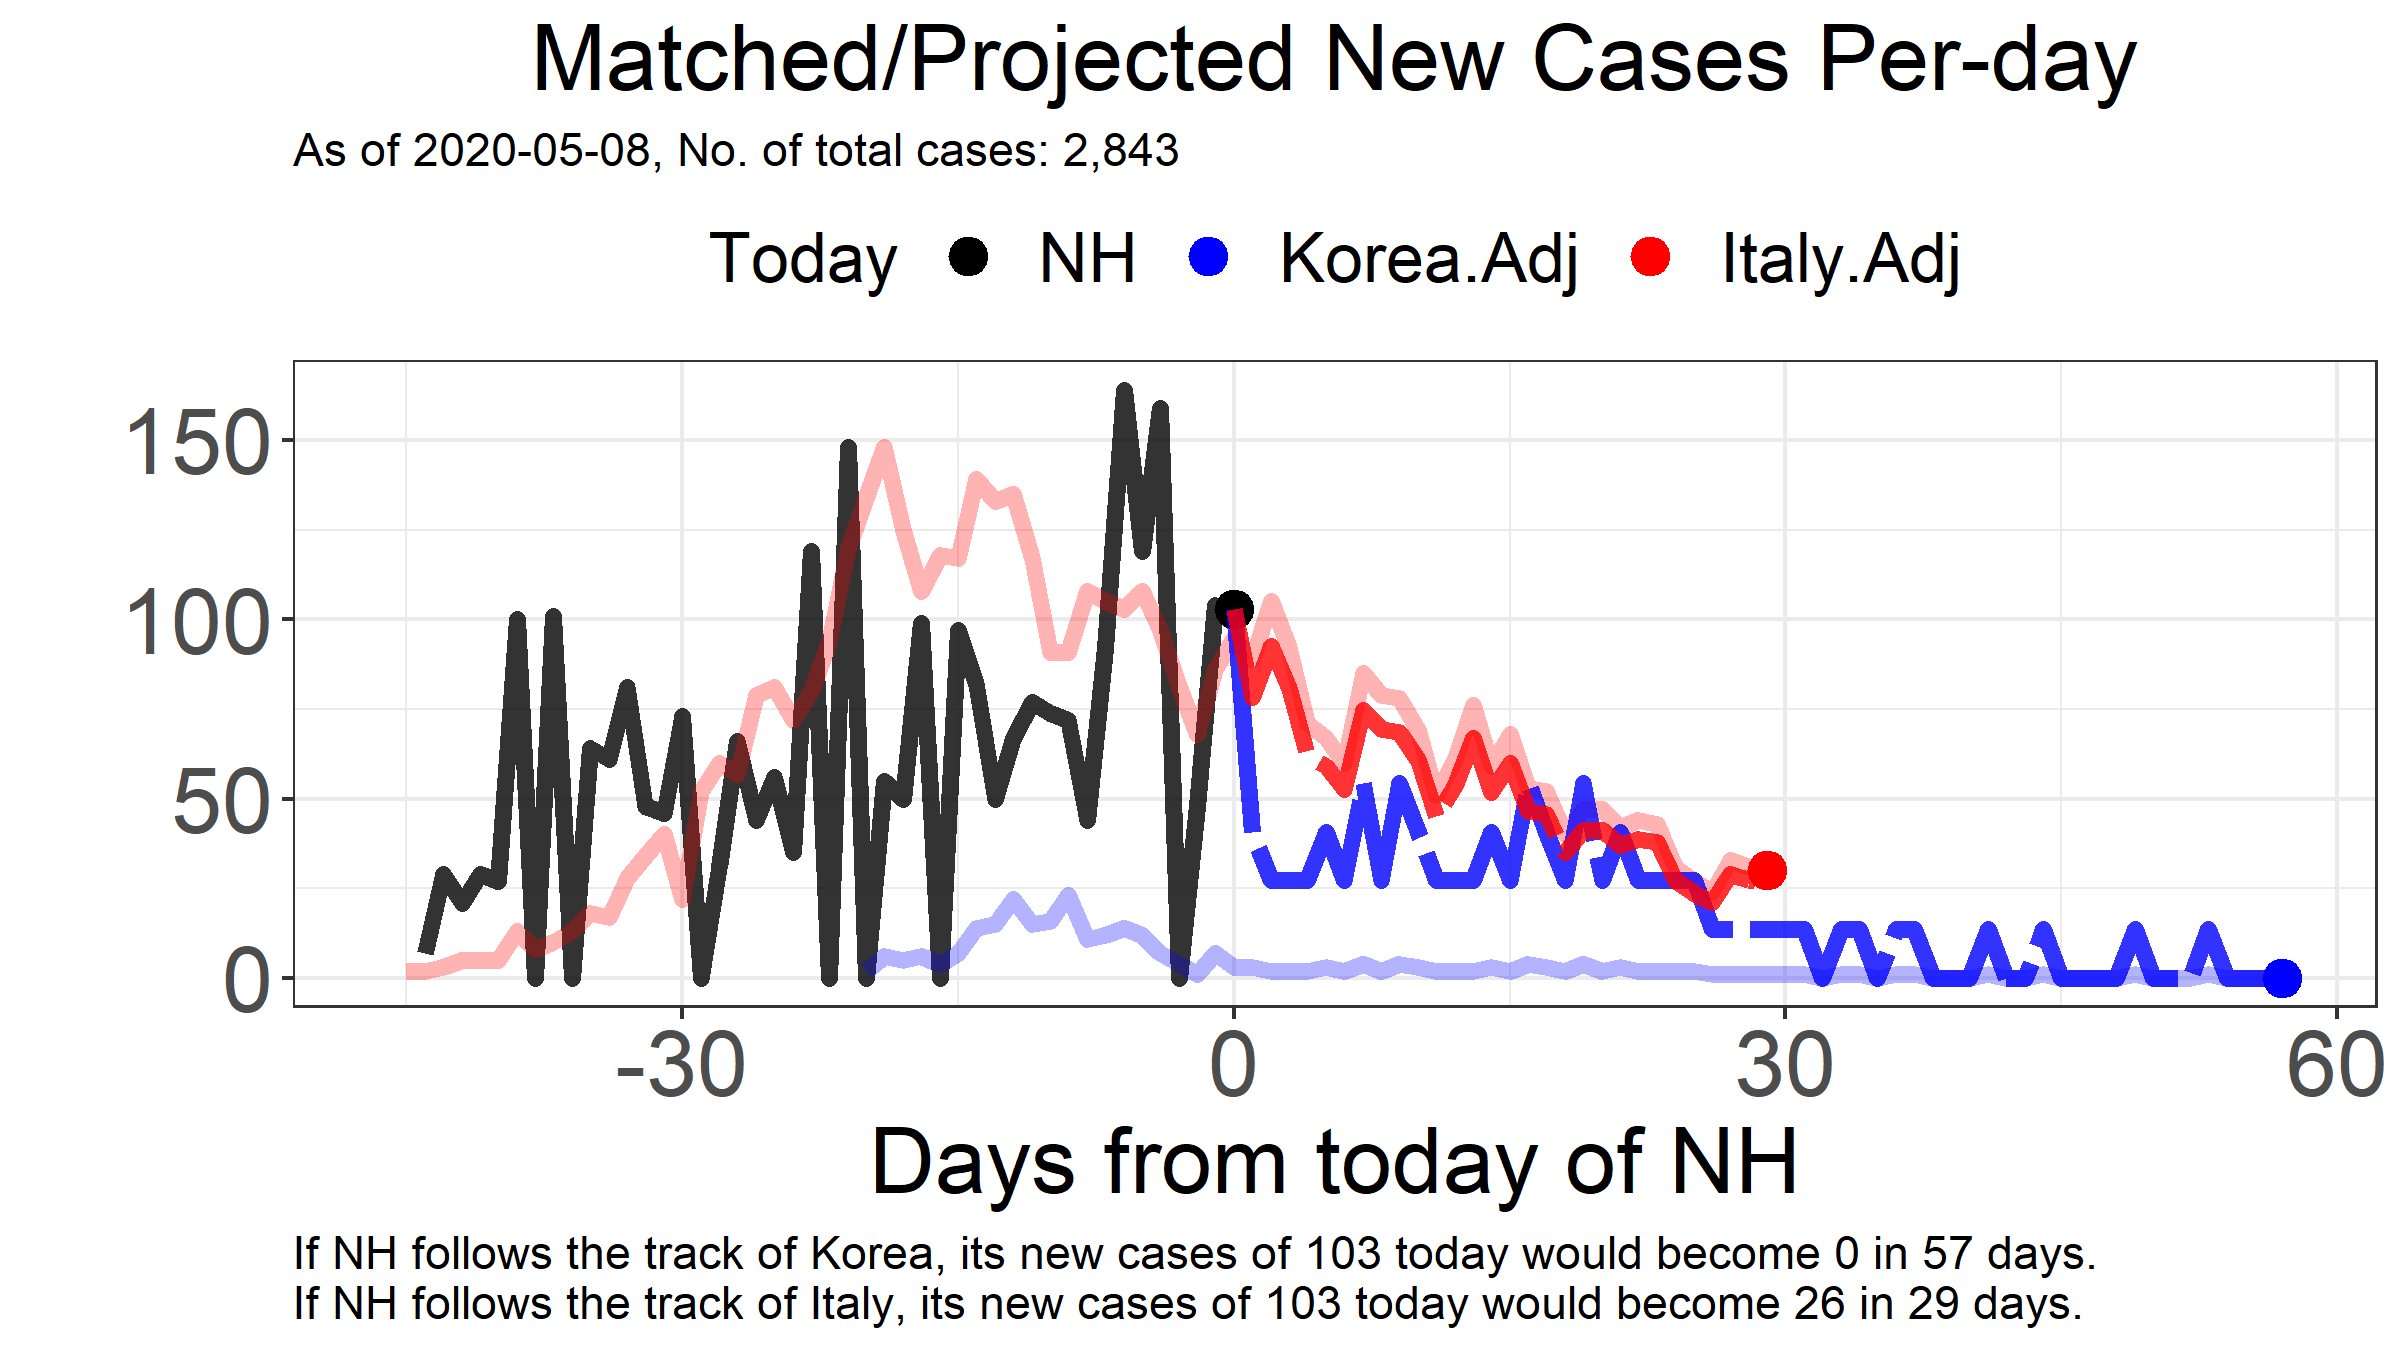 Matched/Projected New Cases Per-day
As of 2020-05-08, No. of total cases: 2,843
Today NH Korea.Adj Italy.Adj
150
100
50
0
-30 0 30 60
Days from today of NH
If NH follows the track of Korea, its new cases of 103 today would become 0 in 57 days.
If NH follows the track of Italy, its new cases of 103 today would become 26 in 29 days.